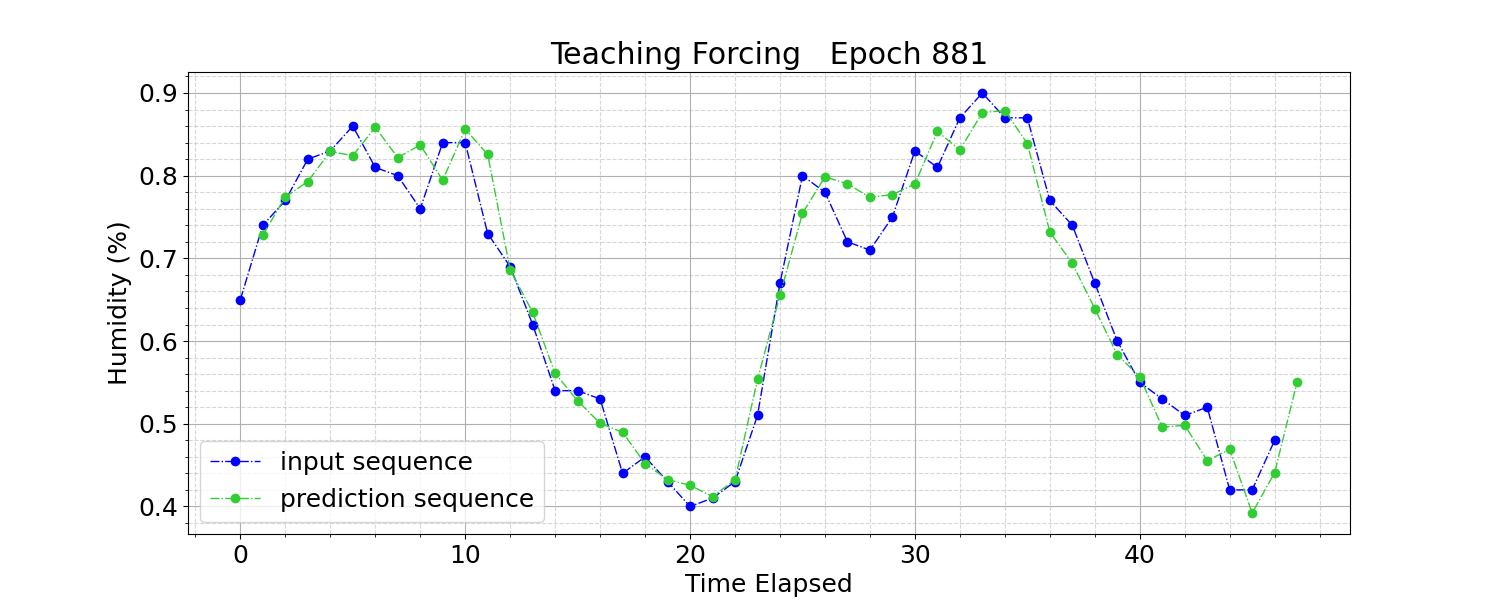 Teaching Forcing   Epoch 881
Humidity (%)
0.9
0.8
0.7
0.6
0.5
0.4
input sequence
prediction sequence
0 10 20 30 40
Time Elapsed